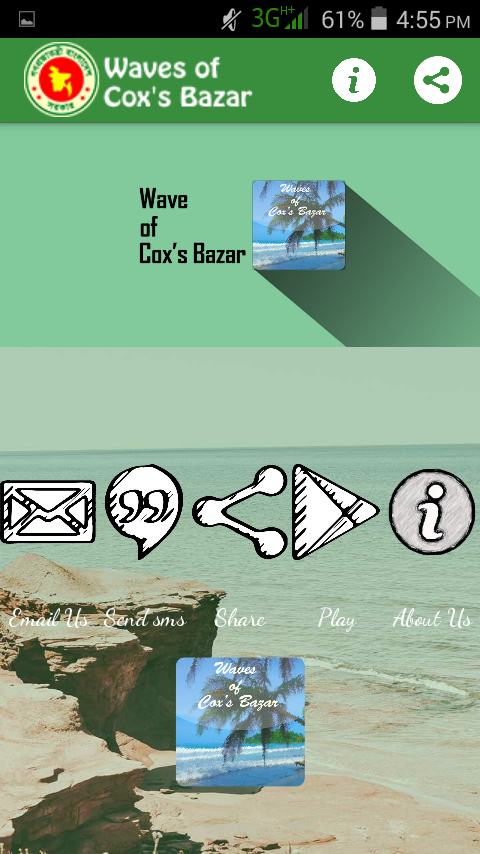 3G H+ 61% 4:55 PM
Waves of
Cox's Bazar
Wave
of
Cox's Bazar
Waves
of
Cox's Bazar
Email Us Send sms Share Play About Us
Waves
of
Cox's Bazar